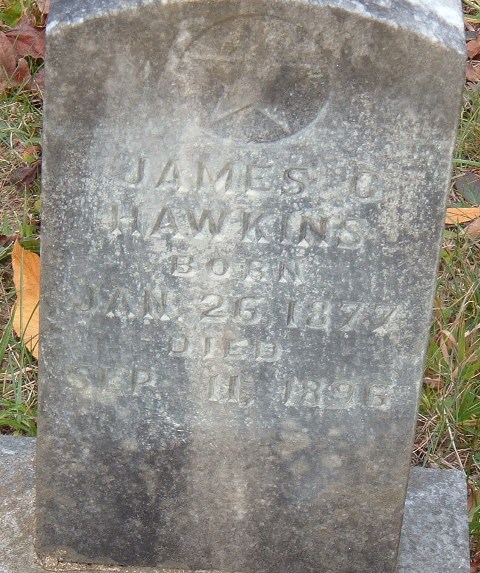 JAMES C
HAWKINS
BORN
JAN. 26, 1877
DIED
SEP. 11, 1896